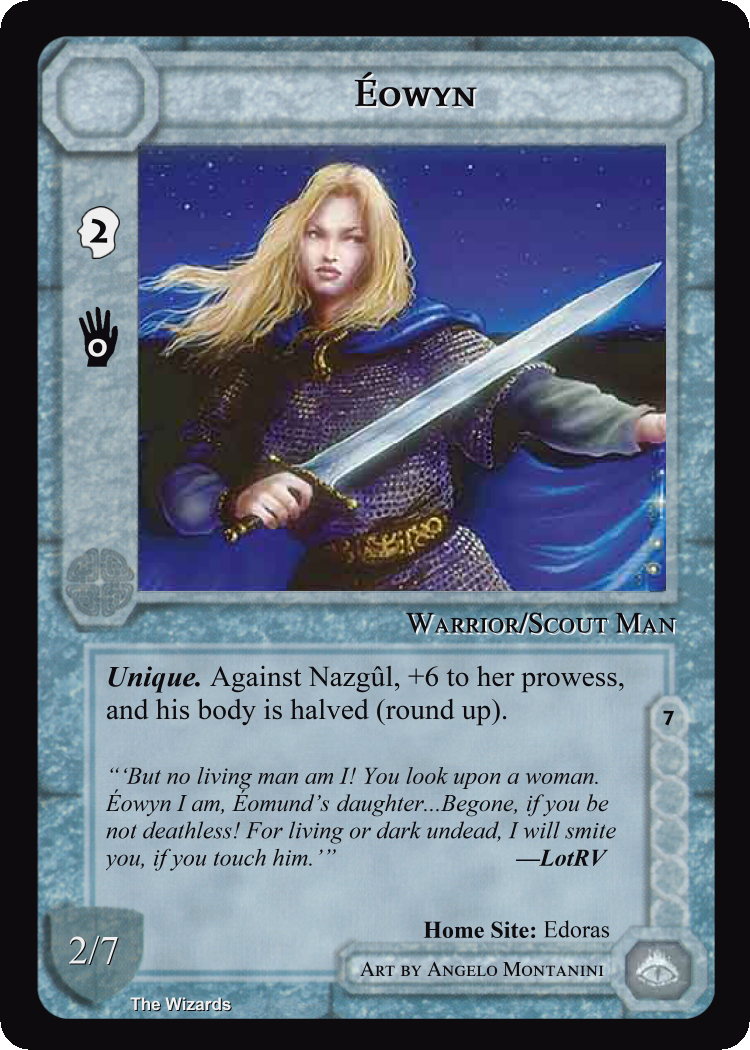 Éowyn
2
0
Warrior/Scout Man
Unique. Against Nazgûl, +6 to her prowess,
and his body is halved (round up).
7
“‘But no living man am I! You look upon a woman.
Éowyn I am, Éomund’s daughter...Begone, if you be
not deathless! For living or dark undead, I will smite
you, if you touch him.’” —LotRV
Home Site: Edoras
2/7
Art by Angelo Montanini
The Wizards